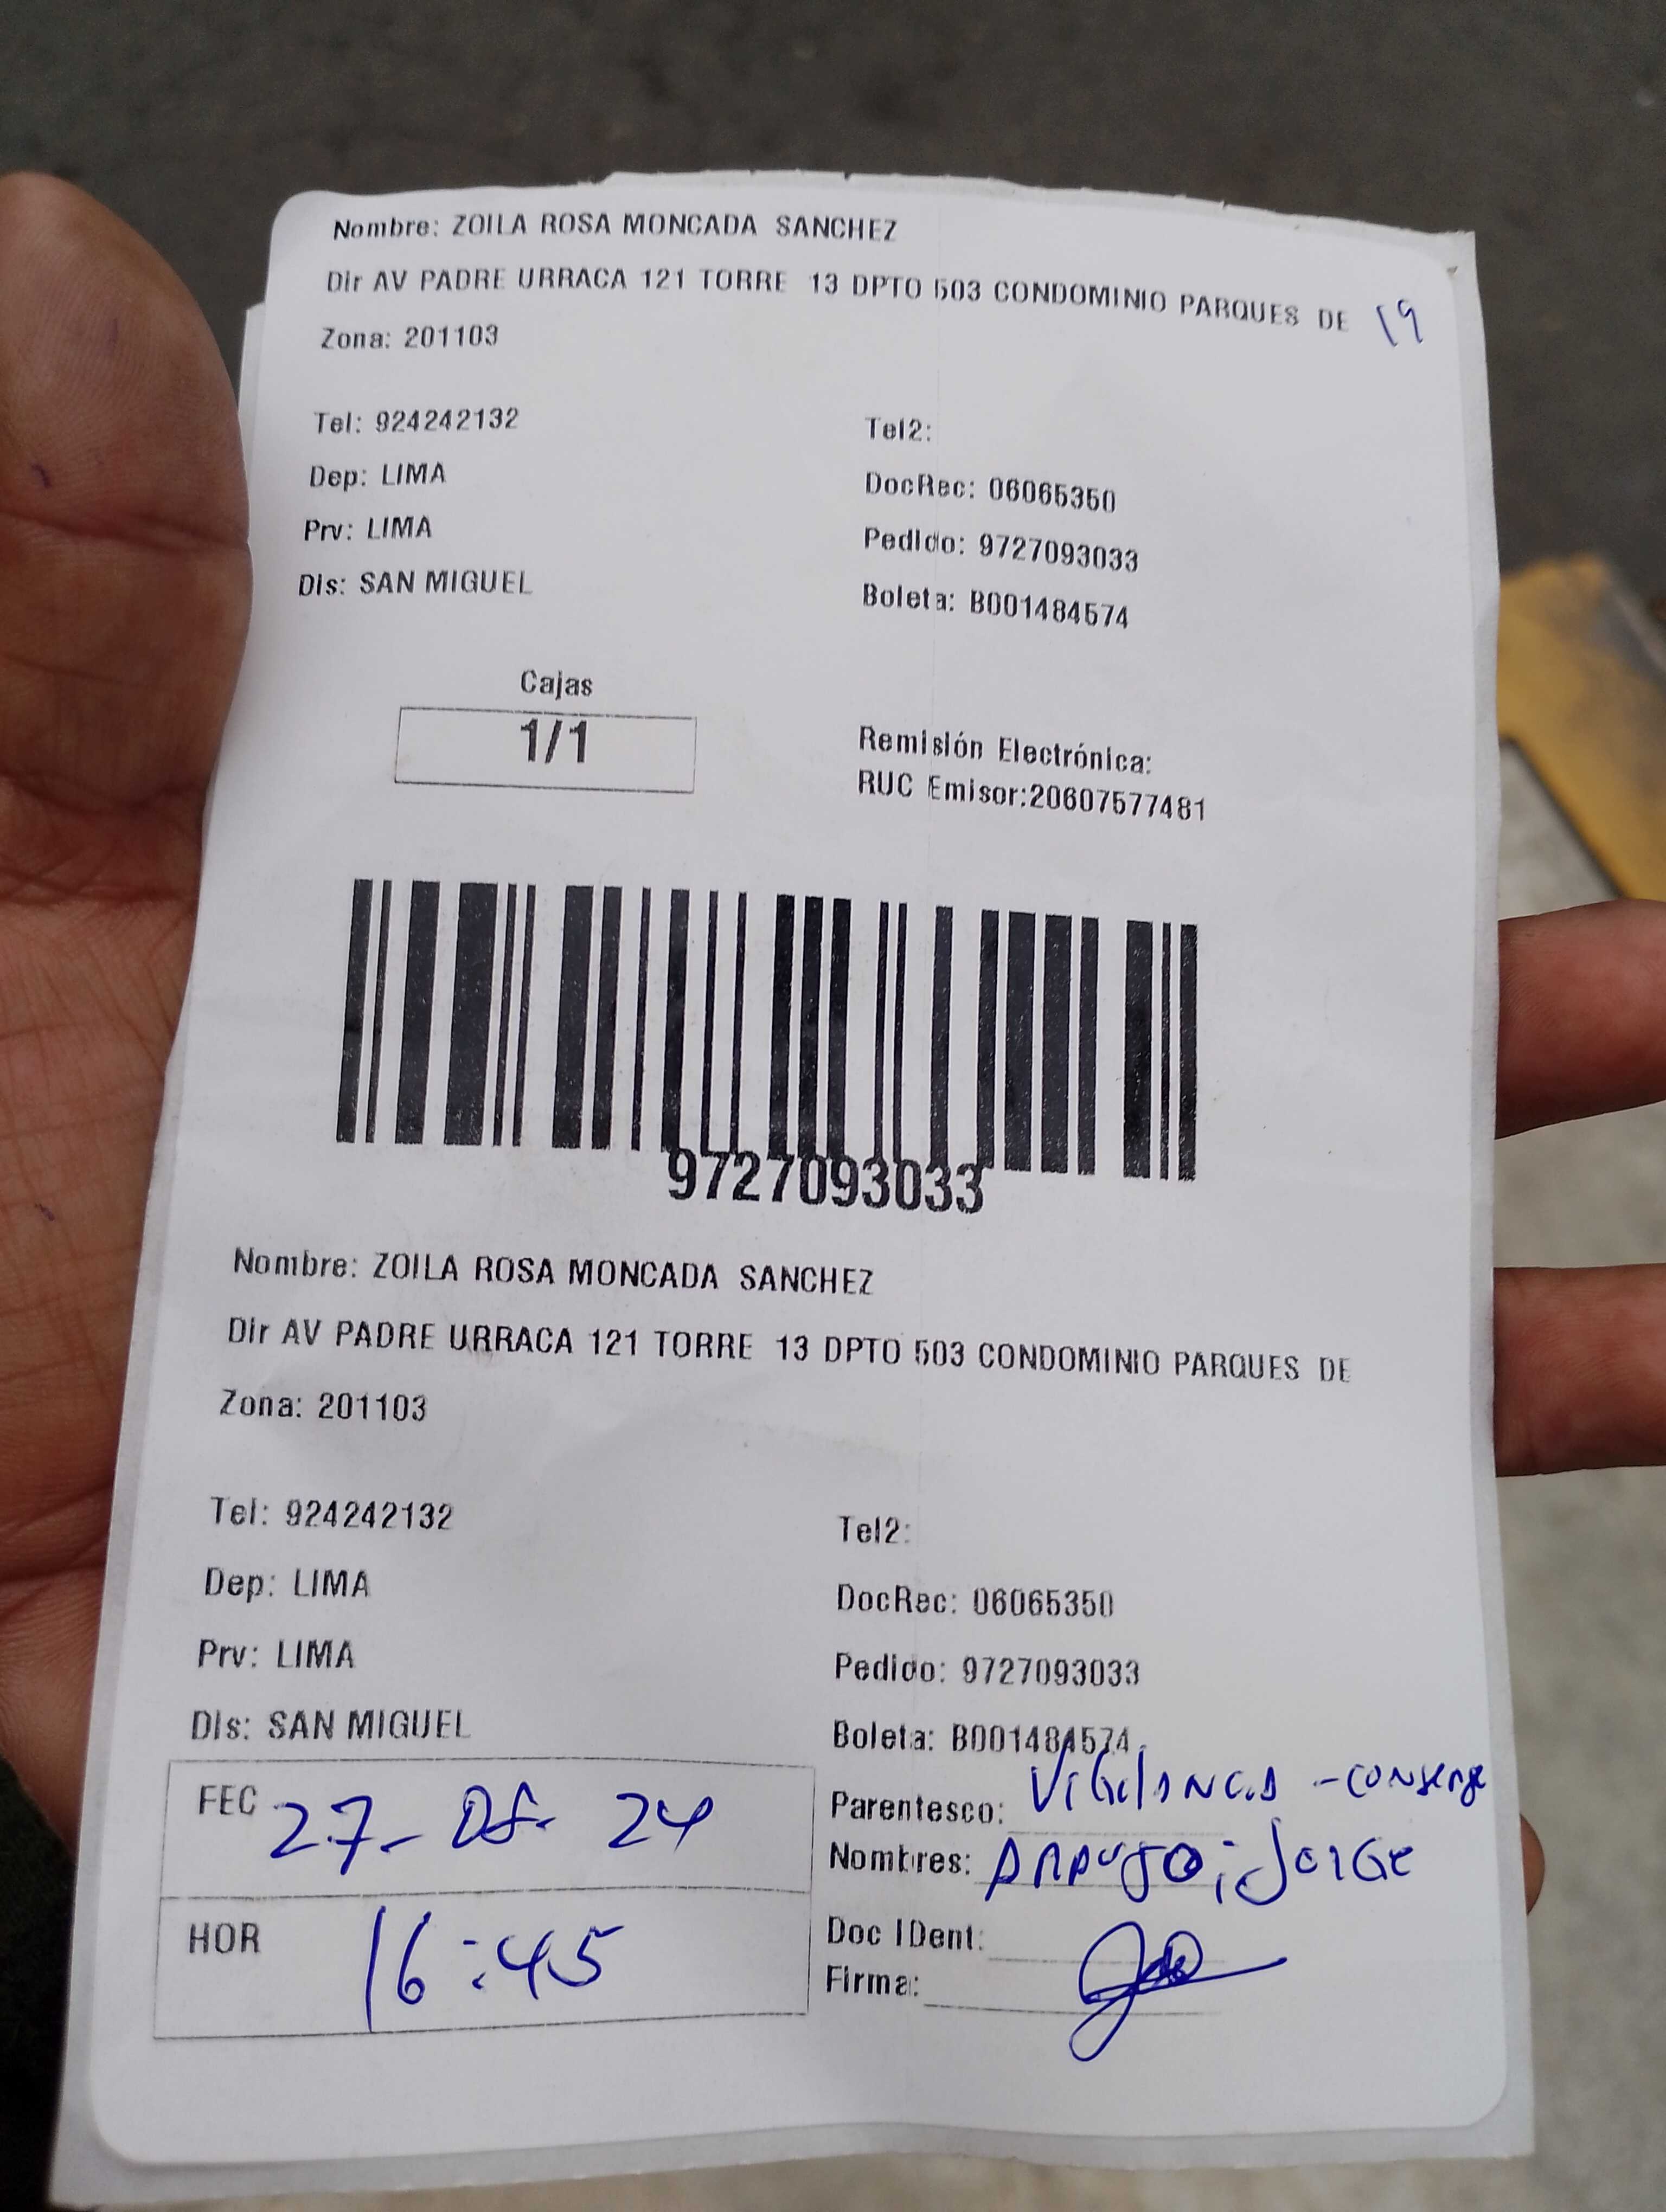 Nombre: ZOILA ROSA MONCADA SANCHEZ
Dir AV PADRE URRACA 121 TORRE 13 DPTO 503 CONDOMINIO PARQUES DE 19
Zona: 201103
Tel: 924242132 Tel2:
Dep: LIMA DocRec: 06065350
Prv: LIMA Pedido: 9727093033
Dis: SAN MIGUEL Boleta: B001484574
Cajas
1/1
Remisión Electrónica:
RUC Emisor:20607577481
9727093033
Nombre: ZOILA ROSA MONCADA SANCHEZ
Dir AV PADRE URRACA 121 TORRE 13 DPTO 503 CONDOMINIO PARQUES DE
Zona: 201103
Tel: 924242132 Tel2:
Dep: LIMA DocRec: 06065350
Prv: LIMA Pedido: 9727093033
Dis: SAN MIGUEL Boleta: B001484574
FEC 27- 24
Parentesco: Vigilancia - conserje
Nombres: ARAUJO; JORGE
HOR 16:45
Doc IDent:
Firma: